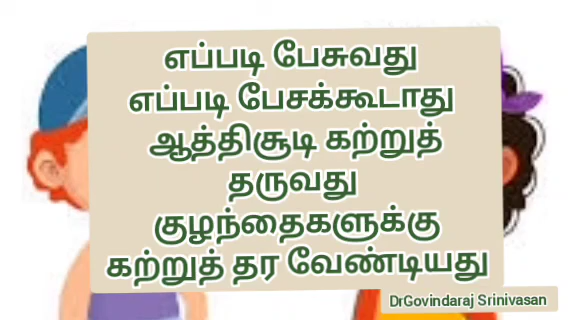 எப்படி பேசுவது
எப்படி பேசக்கூடாது
ஆத்திசூடி கற்றுத்
தருவது
குழந்தைகளுக்கு
கற்றுத் தர வேண்டியது
DrGovindaraj Srinivasan